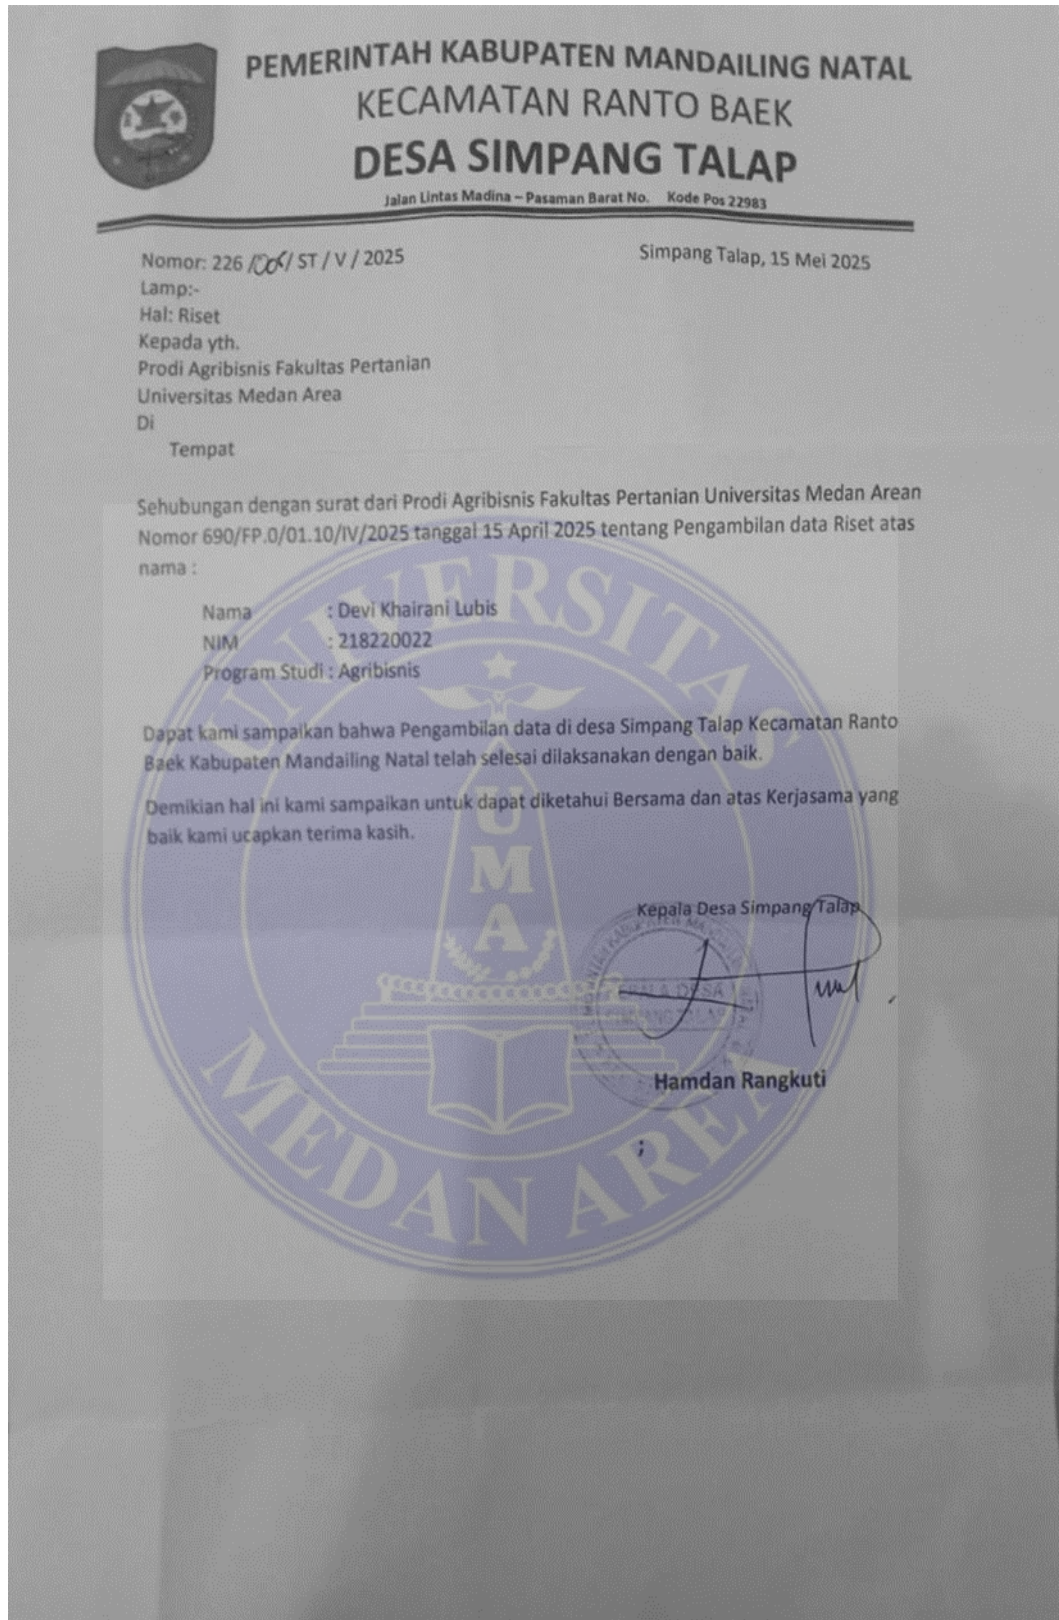 PEMERINTAH KABUPATEN MANDAILING NATAL
KECAMATAN RANTO BAEK
DESA SIMPANG TALAP
Jalan Lintas Madina – Pasaman Barat No. Kode Pos 22983
Nomor: 226 / / ST / V / 2025
Simpang Talap, 15 Mei 2025
Lamp:-
Hal: Riset
Kepada yth.
Prodi Agribisnis Fakultas Pertanian
Universitas Medan Area
Di
Tempat
Sehubungan dengan surat dari Prodi Agribisnis Fakultas Pertanian Universitas Medan Arean
Nomor 690/FP.0/01.10/IV/2025 tanggal 15 April 2025 tentang Pengambilan data Riset atas
nama :
Nama : Devi Khairani Lubis
NIM : 218220022
Program Studi : Agribisnis
Dapat kami sampaikan bahwa Pengambilan data di desa Simpang Talap Kecamatan Ranto
Baek Kabupaten Mandailing Natal telah selesai dilaksanakan dengan baik.
Demikian hal ini kami sampaikan untuk dapat diketahui Bersama dan atas Kerjasama yang
baik kami ucapkan terima kasih.
Kepala Desa Simpang Talap
KEPALA DESA
SIMPANG TALAP
Hamdan Rangkuti
;
UNIVERSITAS
UMA
MEDAN AREA